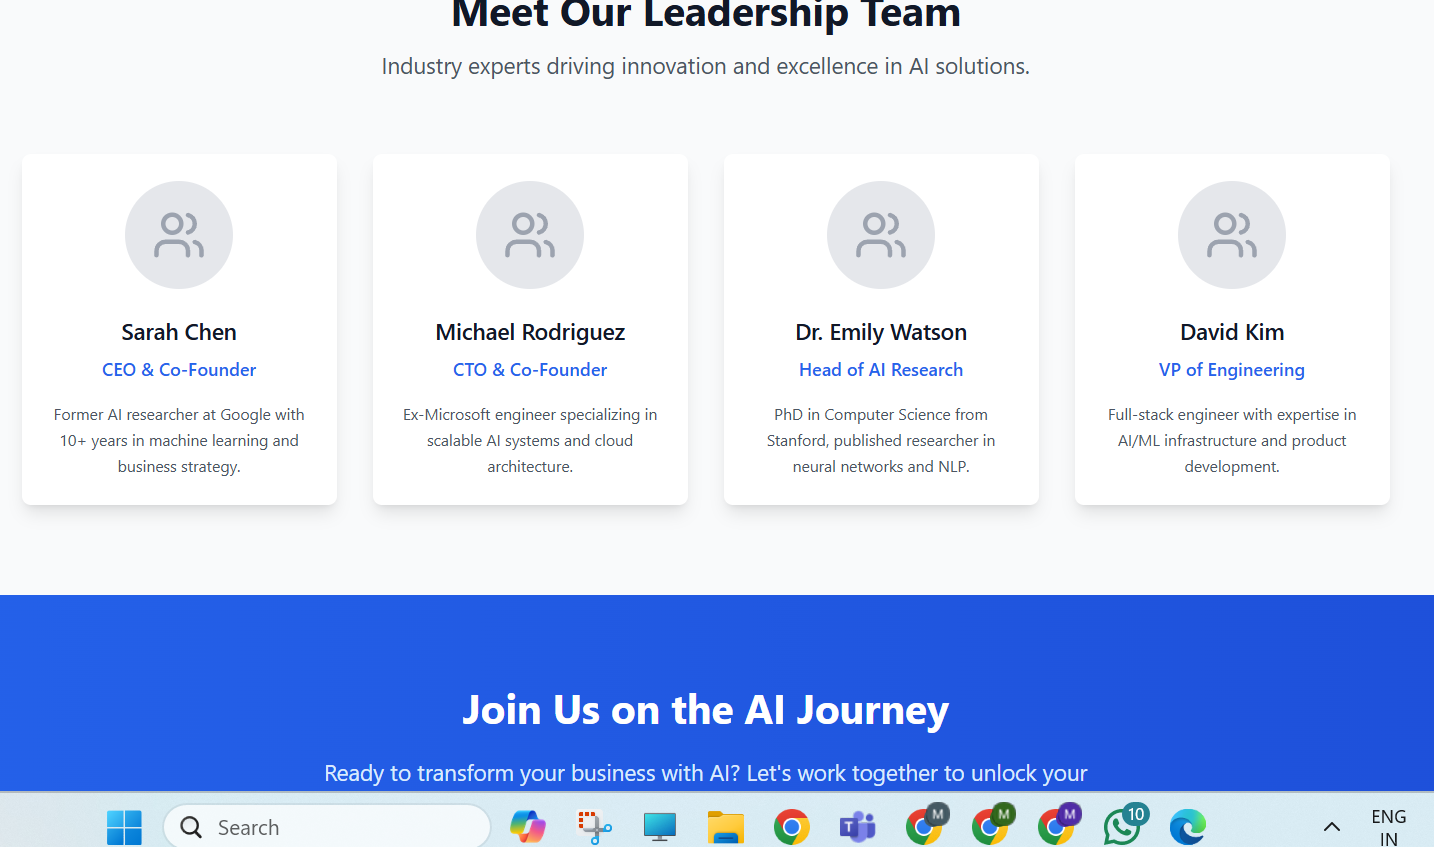 Meet Our Leadership Team
Industry experts driving innovation and excellence in AI solutions.
Sarah Chen
CEO & Co-Founder
Former AI researcher at Google with
10+ years in machine learning and
business strategy.
Michael Rodriguez
CTO & Co-Founder
Ex-Microsoft engineer specializing in
scalable AI systems and cloud
architecture.
Dr. Emily Watson
Head of AI Research
PhD in Computer Science from
Stanford, published researcher in
neural networks and NLP.
David Kim
VP of Engineering
Full-stack engineer with expertise in
AI/ML infrastructure and product
development.
Join Us on the AI Journey
Ready to transform your business with AI? Let's work together to unlock your
Search
T
M
M
M
10
ENG
IN